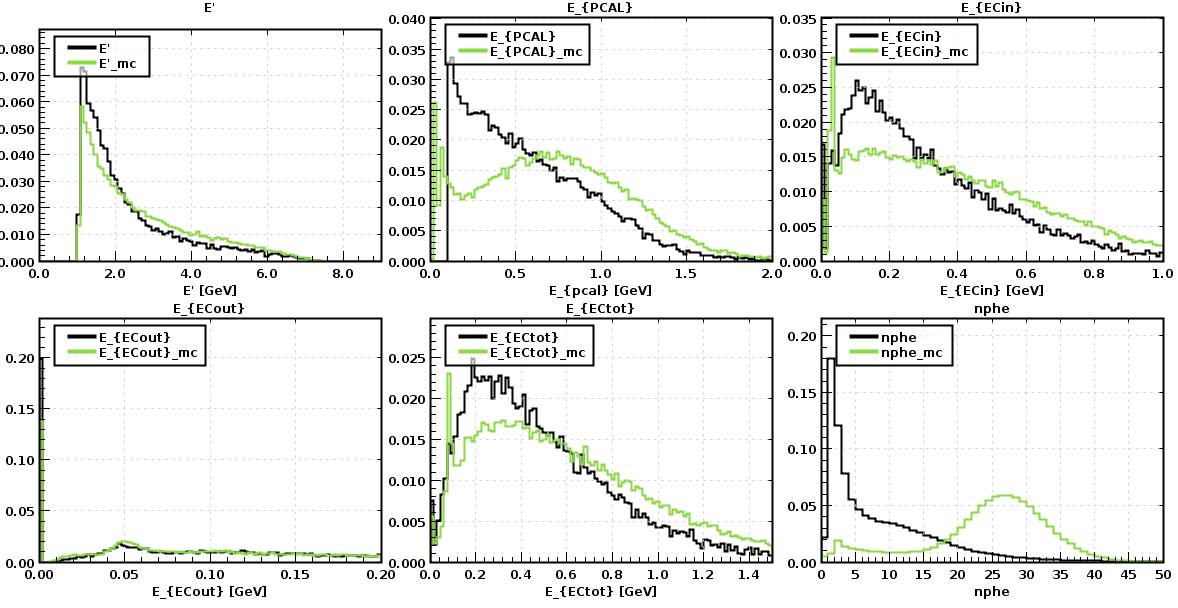 E'
0.080
0.070
0.060
0.050
0.040
0.030
0.020
0.010
0.000
0.0 2.0 4.0 6.0 8.0
E' [GeV]
E'
E'_mc
E_{PCAL}
0.040
0.035
0.030
0.025
0.020
0.015
0.010
0.005
0.000
0.0 0.5 1.0 1.5 2.0
E_{pcal} [GeV]
E_{PCAL}
E_{PCAL}_mc
E_{ECin}
0.035
0.030
0.025
0.020
0.015
0.010
0.005
0.000
0.0 0.2 0.4 0.6 0.8 1.0
E_{ECin} [GeV]
E_{ECin}
E_{ECin}_mc
E_{ECout}
0.20
0.15
0.10
0.05
0.00
0.00 0.05 0.10 0.15 0.20
E_{ECout} [GeV]
E_{ECout}
E_{ECout}_mc
E_{ECtot}
0.025
0.020
0.015
0.010
0.005
0.000
0.0 0.2 0.4 0.6 0.8 1.0 1.2 1.4
E_{ECtot} [GeV]
E_{ECtot}
E_{ECtot}_mc
nphe
0.20
0.15
0.10
0.05
0.00
0 5 10 15 20 25 30 35 40 45 50
nphe
nphe
nphe_mc